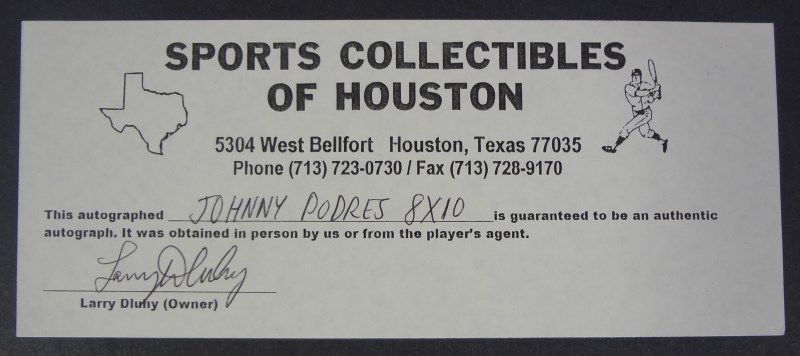 SPORTS COLLECTIBLES
OF HOUSTON
5304 West Bellfort Houston, Texas 77035
Phone (713) 723-0730 / Fax (713) 728-9170
This autographed JOHNNY PODRES 8X10 is guaranteed to be an authentic
autograph. It was obtained in person by us or from the player's agent.
Larry Dluhy
Larry Dluhy (Owner)